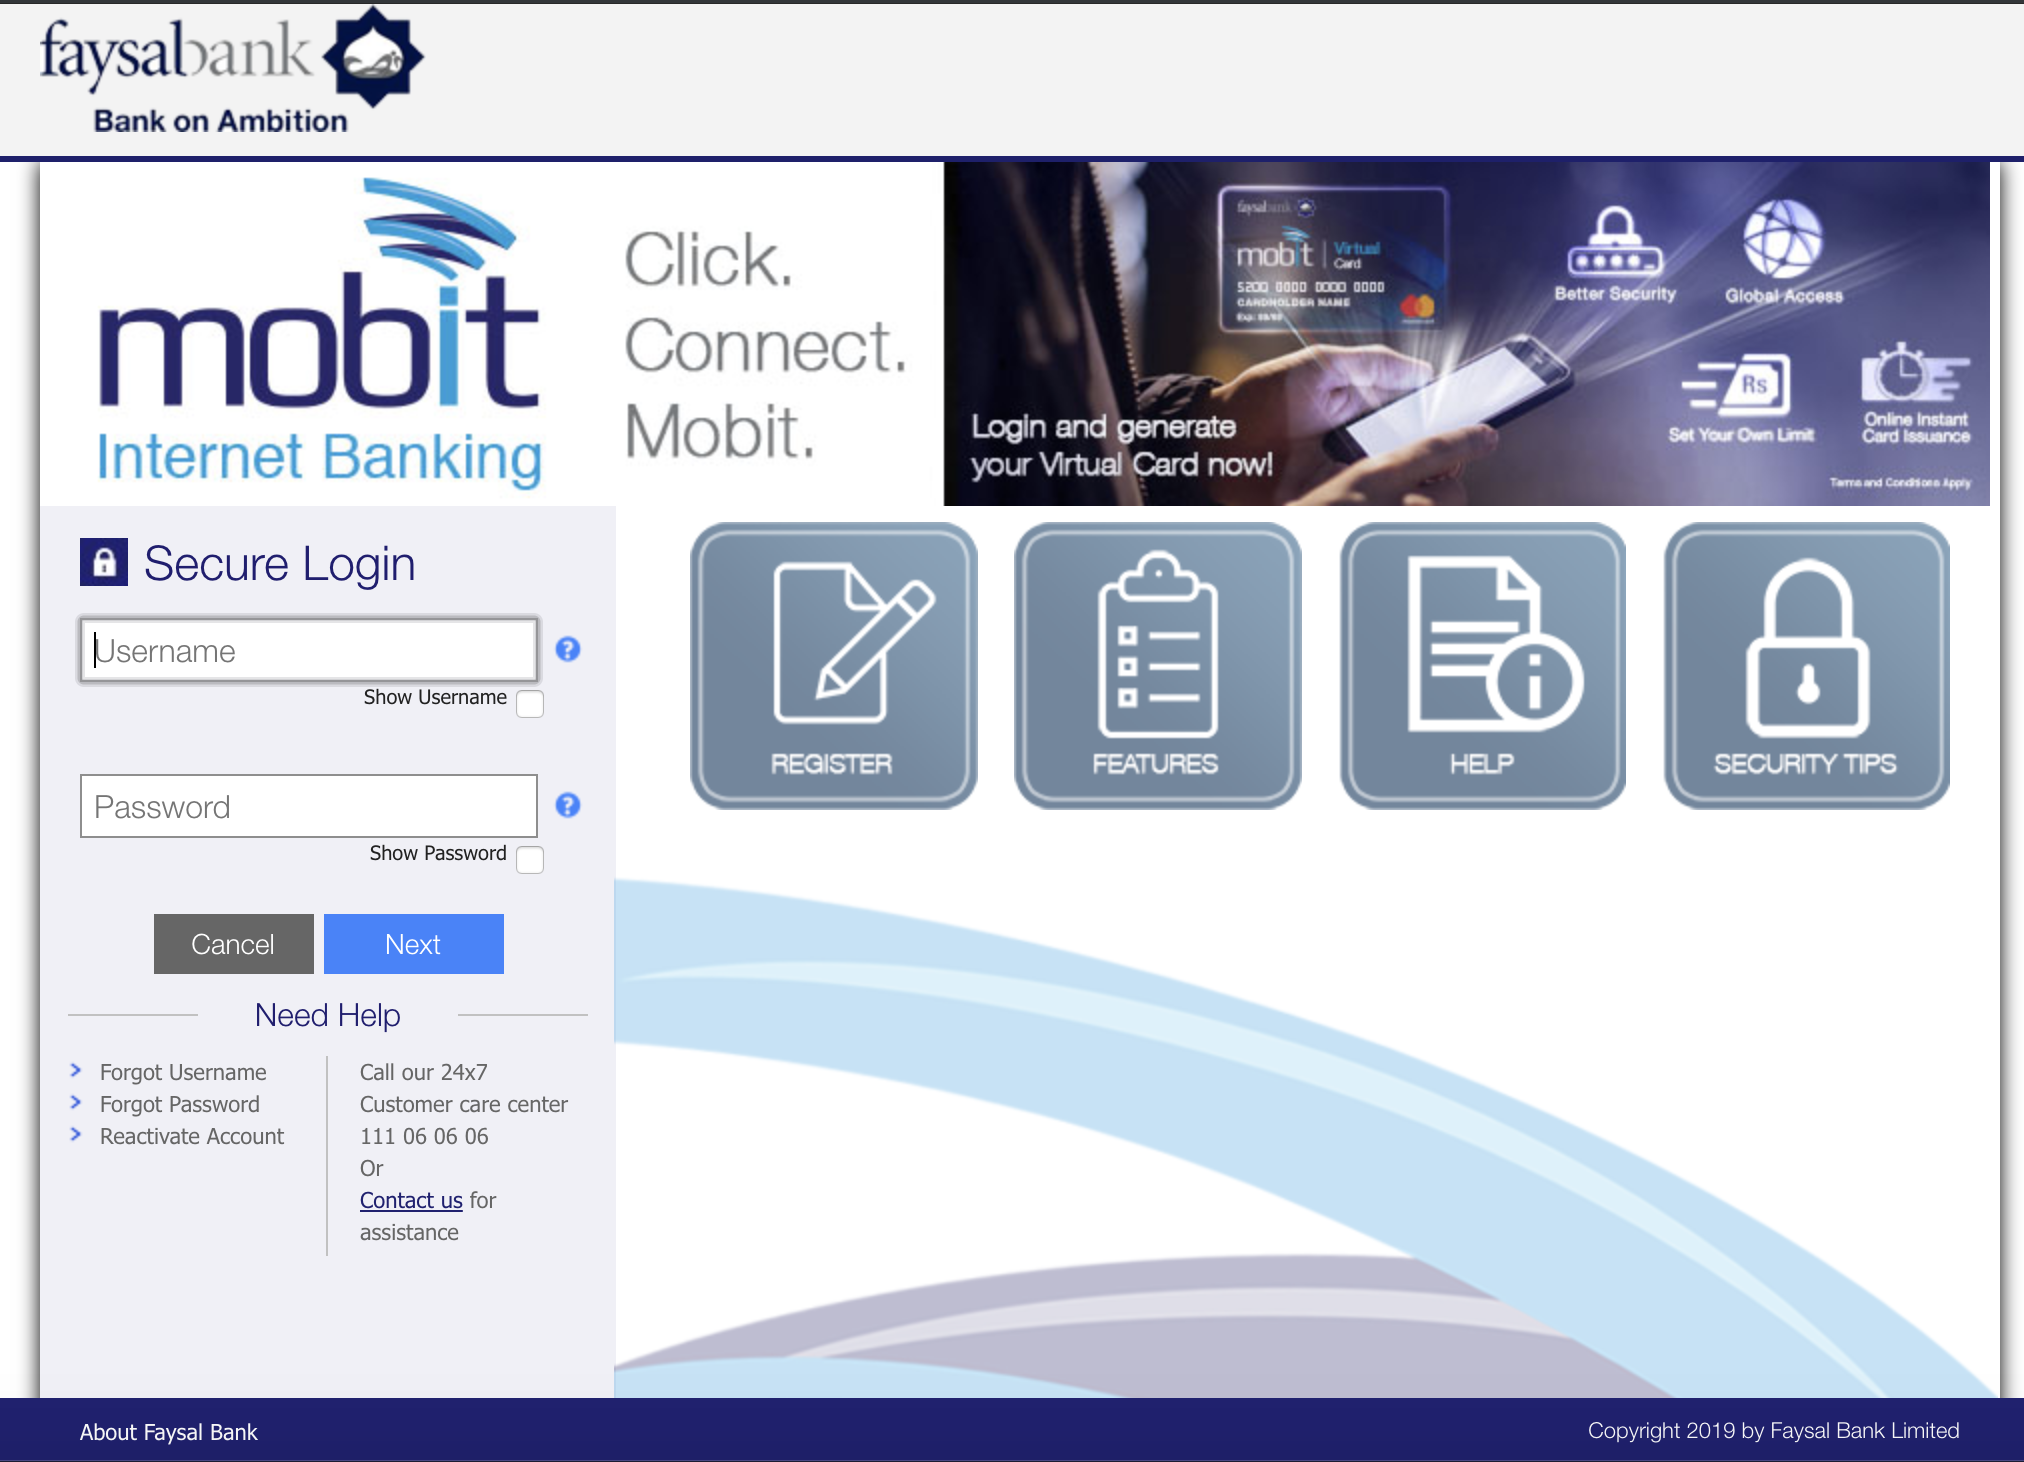 faysalbank
Bank on Ambition
mobit
Internet Banking
Click.
Connect.
Mobit.
faysalbank
mobit | Virtual Card
5200 0000 0000 0000
CARDHOLDER NAME
Exp: 09/99
Login and generate
your Virtual Card now!
Better Security
Global Access
Rs
Set Your Own Limit
Online Instant
Card Issuance
Terms and Conditions Apply
Secure Login
Username
Show Username
Password
Show Password
Cancel
Next
REGISTER
FEATURES
HELP
SECURITY TIPS
Need Help
Forgot Username
Forgot Password
Reactivate Account
Call our 24x7
Customer care center
111 06 06 06
Or
Contact us for
assistance
About Faysal Bank
Copyright 2019 by Faysal Bank Limited